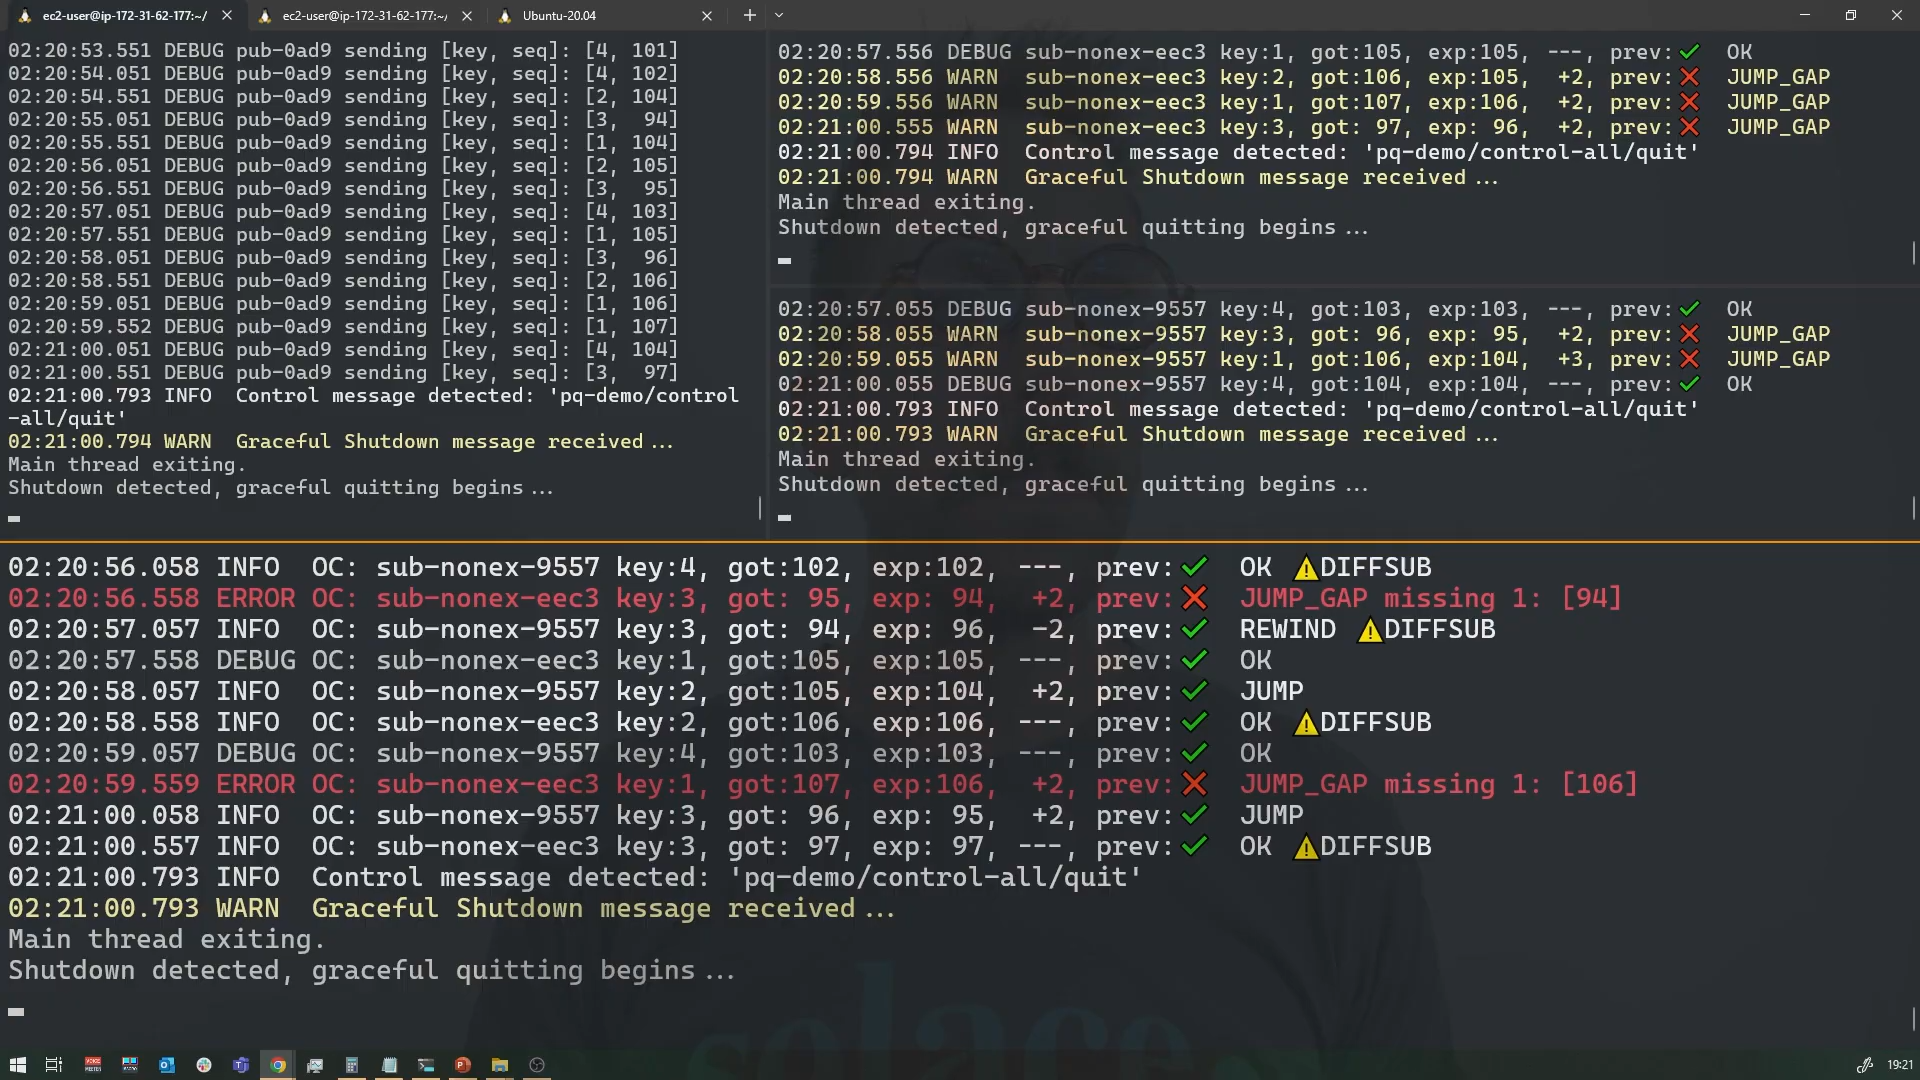 ec2-user@ip-172-31-62-177:~/
ec2-user@ip-172-31-62-177:~/
Ubuntu-20.04
02:20:53.551 DEBUG pub-0ad9 sending [key, seq]: [4, 101]
02:20:54.051 DEBUG pub-0ad9 sending [key, seq]: [4, 102]
02:20:54.551 DEBUG pub-0ad9 sending [key, seq]: [2, 104]
02:20:55.051 DEBUG pub-0ad9 sending [key, seq]: [3,  94]
02:20:55.551 DEBUG pub-0ad9 sending [key, seq]: [1, 104]
02:20:56.051 DEBUG pub-0ad9 sending [key, seq]: [2, 105]
02:20:56.551 DEBUG pub-0ad9 sending [key, seq]: [3,  95]
02:20:57.051 DEBUG pub-0ad9 sending [key, seq]: [4, 103]
02:20:57.551 DEBUG pub-0ad9 sending [key, seq]: [1, 105]
02:20:58.051 DEBUG pub-0ad9 sending [key, seq]: [3,  96]
02:20:58.551 DEBUG pub-0ad9 sending [key, seq]: [2, 106]
02:20:59.051 DEBUG pub-0ad9 sending [key, seq]: [1, 106]
02:20:59.552 DEBUG pub-0ad9 sending [key, seq]: [1, 107]
02:21:00.051 DEBUG pub-0ad9 sending [key, seq]: [4, 104]
02:21:00.551 DEBUG pub-0ad9 sending [key, seq]: [3,  97]
02:21:00.793 INFO  Control message detected: 'pq-demo/control
-all/quit'
02:21:00.794 WARN  Graceful Shutdown message received...
Main thread exiting.
Shutdown detected, graceful quitting begins...
02:20:57.556 DEBUG sub-nonex-eec3 key:1, got:105, exp:105, ---, prev:✔  OK
02:20:58.556 WARN  sub-nonex-eec3 key:2, got:106, exp:105,  +2, prev:❌  JUMP_GAP
02:20:59.556 WARN  sub-nonex-eec3 key:1, got:107, exp:106,  +2, prev:❌  JUMP_GAP
02:21:00.555 WARN  sub-nonex-eec3 key:3, got: 97, exp: 96,  +2, prev:❌  JUMP_GAP
02:21:00.794 INFO  Control message detected: 'pq-demo/control-all/quit'
02:21:00.794 WARN  Graceful Shutdown message received...
Main thread exiting.
Shutdown detected, graceful quitting begins...
02:20:57.055 DEBUG sub-nonex-9557 key:4, got:103, exp:103, ---, prev:✔  OK
02:20:58.055 WARN  sub-nonex-9557 key:3, got: 96, exp: 95,  +2, prev:❌  JUMP_GAP
02:20:59.055 WARN  sub-nonex-9557 key:1, got:106, exp:104,  +3, prev:❌  JUMP_GAP
02:21:00.055 DEBUG sub-nonex-9557 key:4, got:104, exp:104, ---, prev:✔  OK
02:21:00.793 INFO  Control message detected: 'pq-demo/control-all/quit'
02:21:00.793 WARN  Graceful Shutdown message received...
Main thread exiting.
Shutdown detected, graceful quitting begins...
02:20:56.058 INFO  OC: sub-nonex-9557 key:4, got:102, exp:102, ---, prev:✔  OK ⚠DIFFSUB
02:20:56.558 ERROR OC: sub-nonex-eec3 key:3, got: 95, exp: 94,  +2, prev:❌  JUMP_GAP missing 1: [94]
02:20:57.057 INFO  OC: sub-nonex-9557 key:3, got: 94, exp: 96,  -2, prev:✔  REWIND ⚠DIFFSUB
02:20:57.558 DEBUG OC: sub-nonex-eec3 key:1, got:105, exp:105, ---, prev:✔  OK
02:20:58.057 INFO  OC: sub-nonex-9557 key:2, got:105, exp:104,  +2, prev:✔  JUMP
02:20:58.558 INFO  OC: sub-nonex-eec3 key:2, got:106, exp:106, ---, prev:✔  OK ⚠DIFFSUB
02:20:59.057 DEBUG OC: sub-nonex-9557 key:4, got:103, exp:103, ---, prev:✔  OK
02:20:59.559 ERROR OC: sub-nonex-eec3 key:1, got:107, exp:106,  +2, prev:❌  JUMP_GAP missing 1: [106]
02:21:00.058 INFO  OC: sub-nonex-9557 key:3, got: 96, exp: 95,  +2, prev:✔  JUMP
02:21:00.557 INFO  OC: sub-nonex-eec3 key:3, got: 97, exp: 97, ---, prev:✔  OK ⚠DIFFSUB
02:21:00.793 INFO  Control message detected: 'pq-demo/control-all/quit'
02:21:00.793 WARN  Graceful Shutdown message received...
Main thread exiting.
Shutdown detected, graceful quitting begins...
solace
19:21